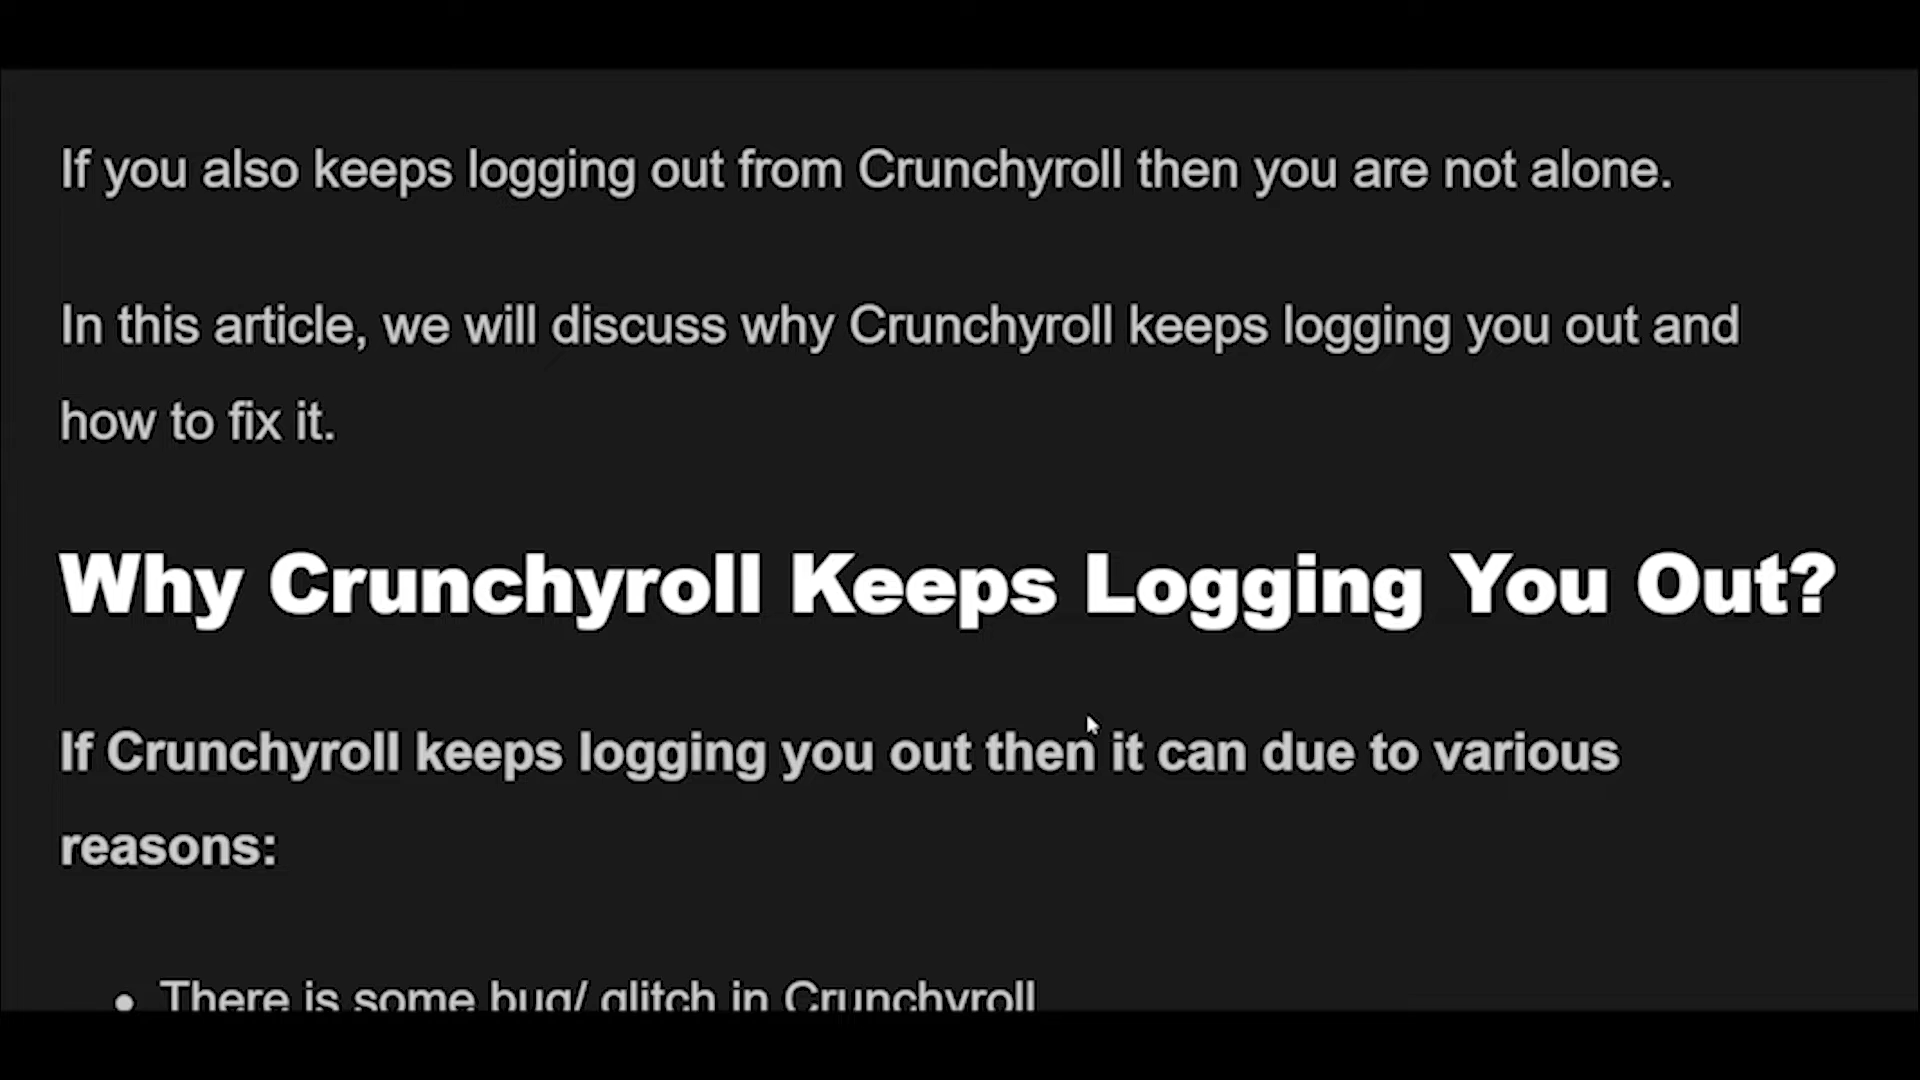 If you also keeps logging out from Crunchyroll then you are not alone.
In this article, we will discuss why Crunchyroll keeps logging you out and
how to fix it.
Why Crunchyroll Keeps Logging You Out?
If Crunchyroll keeps logging you out then it can due to various
reasons:
• There is some bug/ glitch in Crunchyroll